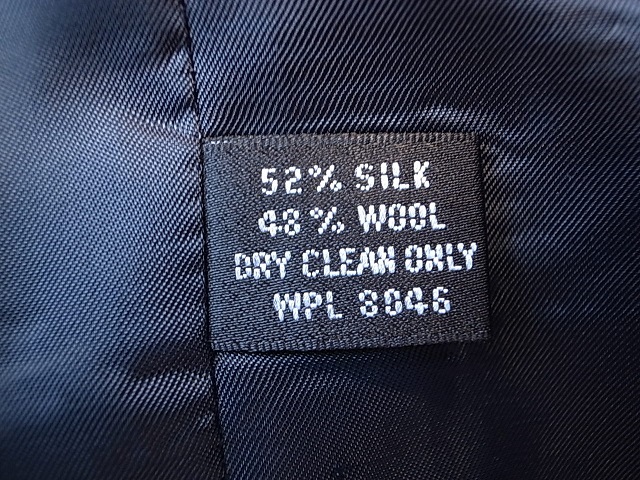 52% SILK
48% WOOL
DRY CLEAN ONLY
WPL 8046